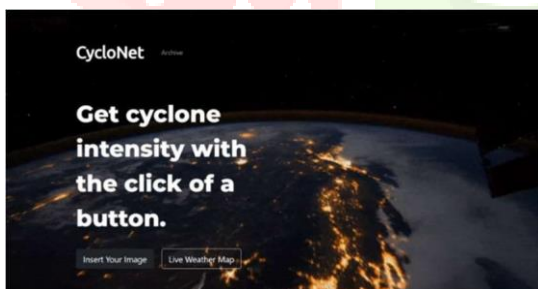 CycloNet Archive
Get cyclone
intensity with
the click of a
button.
Insert Your Image Live Weather Map